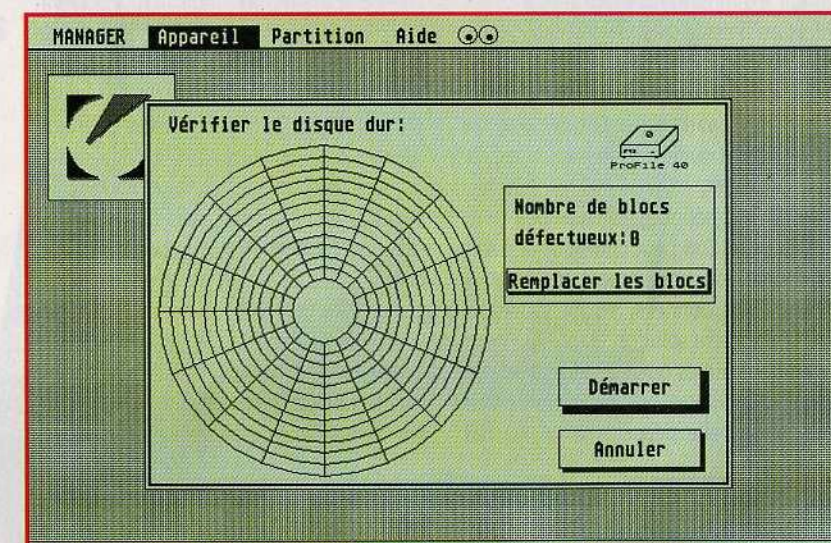 MANAGER Appareil Partition Aide
Vérifier le disque dur:
ProFile 40
Nombre de blocs
défectueux:0
Remplacer les blocs
Démarrer
Annuler